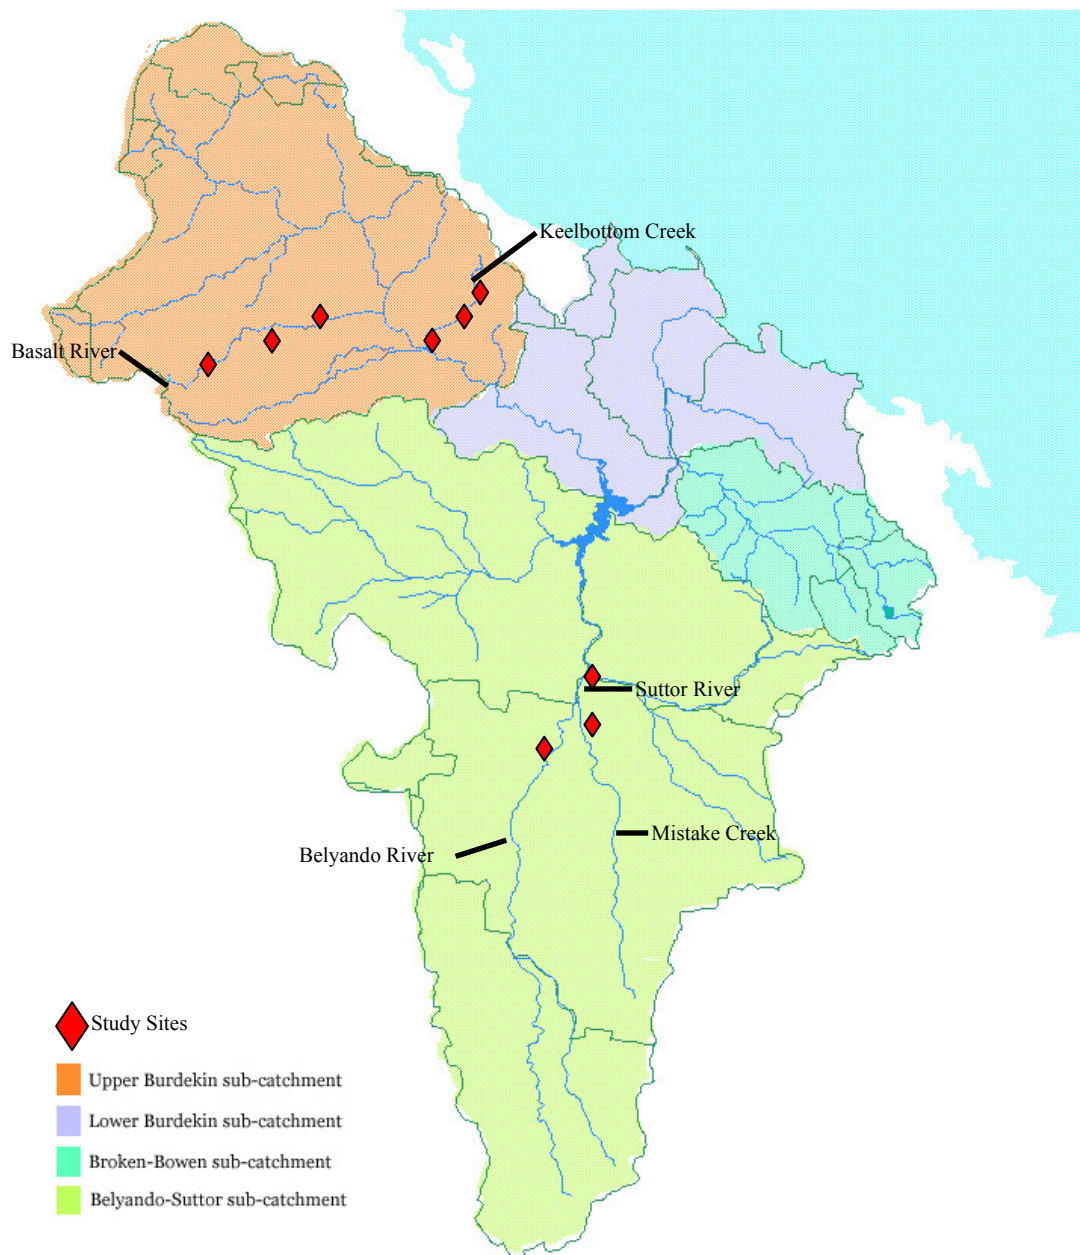 Keelbottom Creek
Basalt River
Suttor River
Mistake Creek
Belyando River
Study Sites
Upper Burdekin sub-catchment
Lower Burdekin sub-catchment
Broken-Bowen sub-catchment
Belyando-Suttor sub-catchment